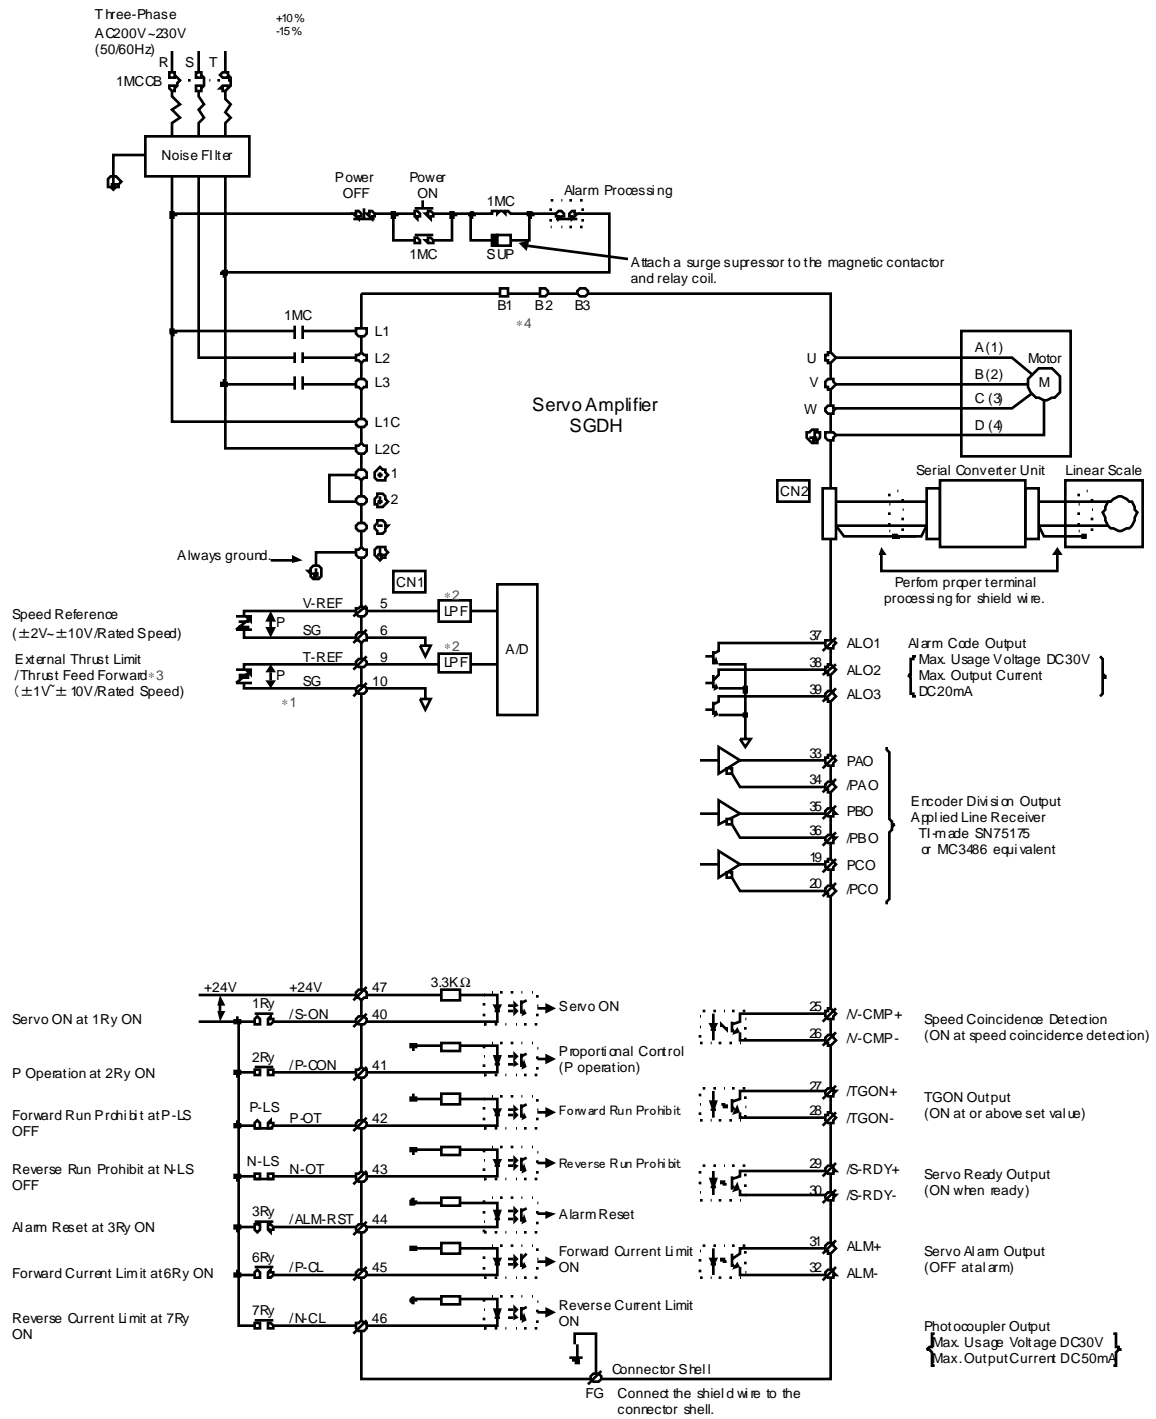 Three-Phase
AC200V~230V
+10%
-15%
(50/60Hz)
R S T
1MCCB
Noise FIlter
Power
OFF
Power
ON
1MC
Alarm Processing
1MC
SUP
Attach a surge supressor to the magnetic contactor
and relay coil.
B1 B2 B3
*4
1MC
L1
L2
L3
L1C
L2C
1
2
Always ground.
Servo Amplifier
SGDH
U
V
W
A(1)
B(2)
C(3)
D(4)
Motor
M
CN2
Serial Converter Unit
Linear Scale
Perfom proper terminal
processing for shield wire.
CN1
Speed Reference
(±2V~±10V/Rated Speed)
V-REF 5
P
SG 6
*2
LPF
External Thrust Limit
/Thrust Feed Forward*3
(±1V~±10V/Rated Speed)
T-REF 9
P
SG 10
*1
*2
LPF
A/D
37 ALO1
38 ALO2
39 ALO3
Alarm Code Output
Max. Usage Voltage DC30V
Max. Output Current
DC20mA
33 PAO
34 /PAO
35 PBO
36 /PBO
19 PCO
20 /PCO
Encoder Division Output
Applied Line Receiver
TI-made SN75175
or MC3486 equivalent
+24V +24V 47 3.3KΩ
Servo ON at 1Ry ON
1Ry /S-ON 40
Servo ON
P Operation at 2Ry ON
2Ry /P-CON 41
Proportional Control
(P operation)
Forward Run Prohibit at P-LS
OFF
P-LS P-OT 42
Forward Run Prohibit
Reverse Run Prohibit at N-LS
OFF
N-LS N-OT 43
Reverse Run Prohibit
Alarm Reset at 3Ry ON
3Ry /ALM-RST 44
Alarm Reset
Forward Current Limit at 6Ry ON
6Ry /P-CL 45
Forward Current Limit
ON
Reverse Current Limit at 7Ry
ON
7Ry /N-CL 46
Reverse Current Limit
ON
25 /V-CMP+
26 /V-CMP-
Speed Coincidence Detection
(ON at speed coincidence detection)
27 /TGON+
28 /TGON-
TGON Output
(ON at or above set value)
29 /S-RDY+
30 /S-RDY-
Servo Ready Output
(ON when ready)
31 ALM+
32 ALM-
Servo Alarm Output
(OFF at alarm)
Photocoupler Output
Max. Usage Voltage DC30V
Max. Output Current DC50mA
Connector Shell
FG
Connect the shield wire to the
connector shell.